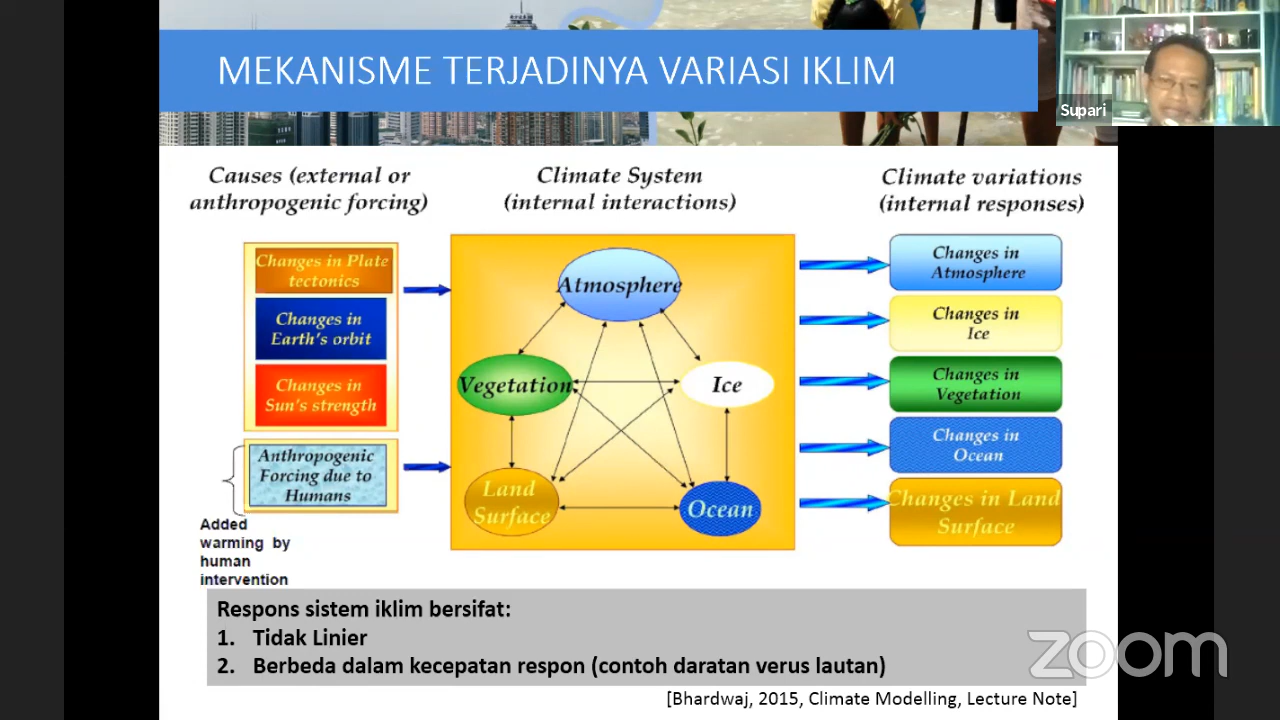 MEKANISME TERJADINYA VARIASI IKLIM
Supari
Causes (external or
anthropogenic forcing)
Climate System
(internal interactions)
Climate variations
(internal responses)
Changes in Plate
tectonics
Changes in
Earth's orbit
Changes in
Sun's strength
Anthropogenic
Forcing due to
Humans
Added
warming by
human
intervention
Atmosphere
Vegetation
Ice
Land
Surface
Ocean
Changes in
Atmosphere
Changes in
Ice
Changes in
Vegetation
Changes in
Ocean
Changes in Land
Surface
Respons sistem iklim bersifat:
1. Tidak Linier
2. Berbeda dalam kecepatan respon (contoh daratan verus lautan)
zoom
[Bhardwaj, 2015, Climate Modelling, Lecture Note]